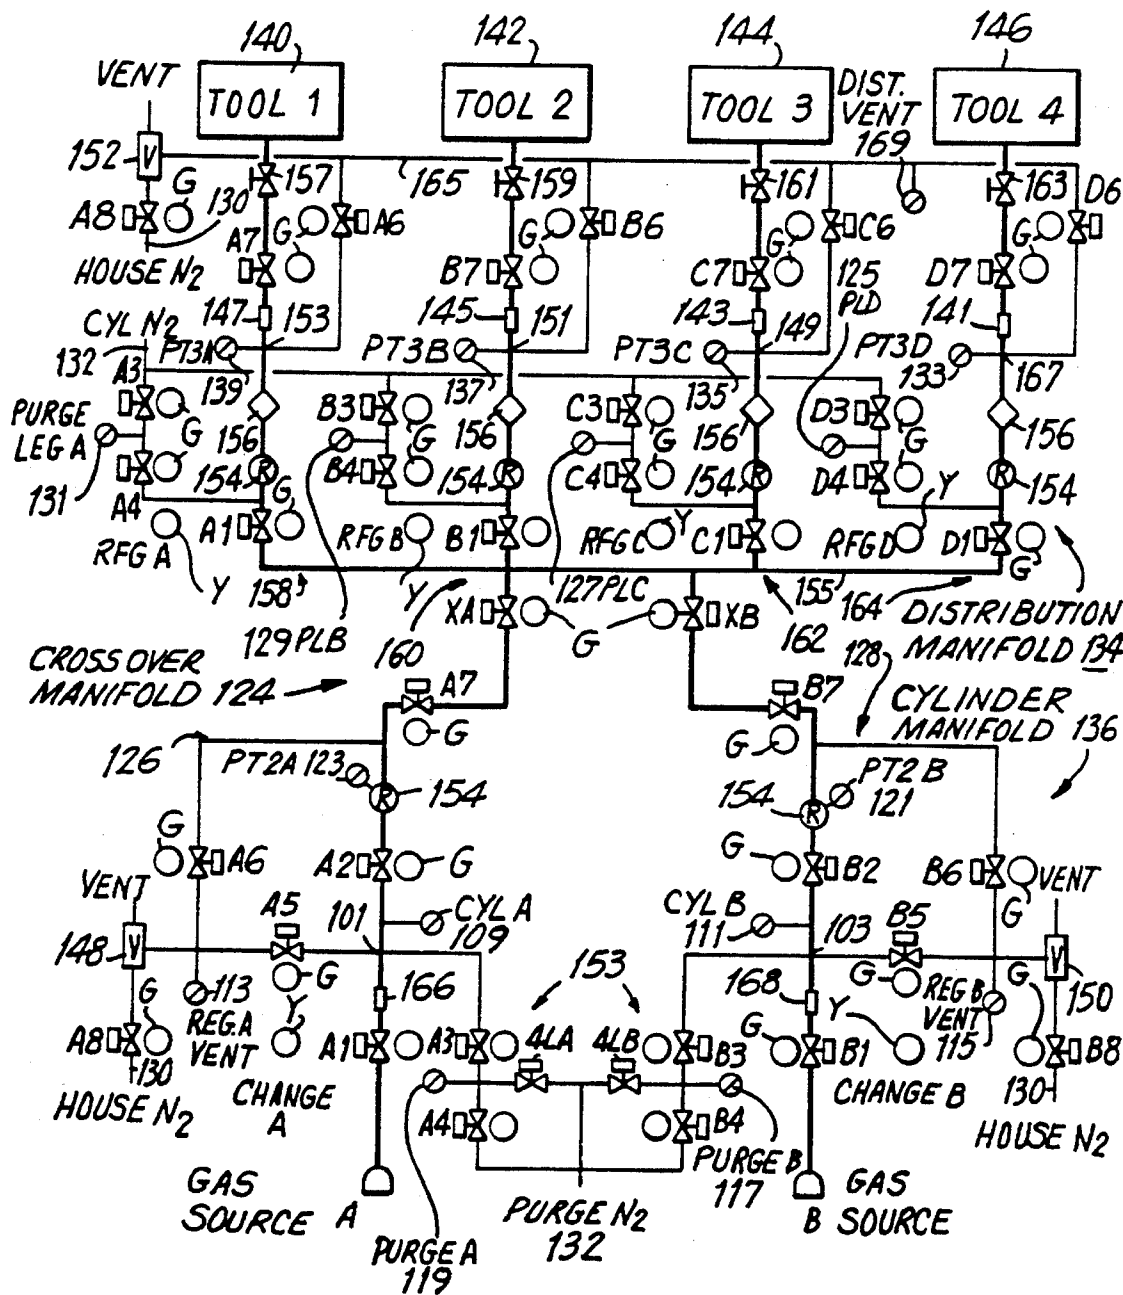 140 142 144 146
VENT
TOOL 1 TOOL 2 TOOL 3 TOOL 4
DIST.
VENT
169
152 V
157 165 159 161 163 D6
G 130 G
A8 A6 G B6 G C6 G
A7
HOUSE N2 B7 C7 125 D7
PLD
CYL N2
147 153 145 151 143 149 141
132 PT3A PT3B PT3C PT3D
A3 139 137 135 133 167
PURGE
LEG A
G B3 G C3 G D3 G
156 156 156 156
131 A4 154 R B4 154 R C4 154 R D4 R 154
G Y Y
RFG A A1 RFG B B1 RFG C C1 RFG D D1 G
Y 158 Y 127 PLC 155
129 PLB XA G XB 164 DISTRIBUTION
MANIFOLD 134
160 162
CROSSOVER
MANIFOLD 124
128
A7 B7 CYLINDER
MANIFOLD 136
G G
126 PT2A 123 PT2B
121
R 154 154 R
G G
A6 A2 G B2 B6
VENT VENT
G
A5 CYL A
109
CYL B
111
B5
148 V 101 103 V 150
G 153 G G
113
REG. A
VENT
166 168 REG B
VENT
115
G Y G Y
A8 A1 A3 4LA 4LB B3 B1 B8
130 130
HOUSE N2 CHANGE
A
CHANGE B HOUSE N2
A4 B4
GAS
SOURCE A
PURGE N2
132
PURGE B
117
GAS
B SOURCE
PURGE A
119